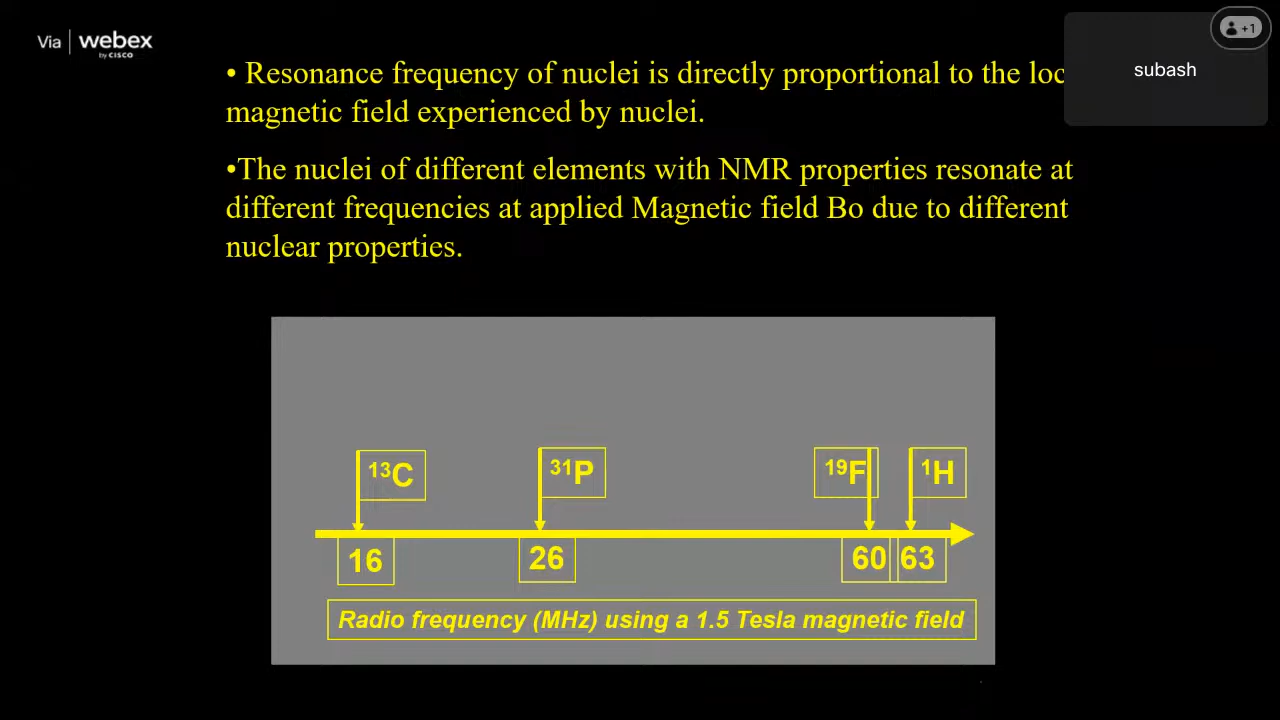 Via webex
by CISCO
+1
subash
• Resonance frequency of nuclei is directly proportional to the loc
magnetic field experienced by nuclei.
•The nuclei of different elements with NMR properties resonate at
different frequencies at applied Magnetic field Bo due to different
nuclear properties.
¹³C ³¹P ¹⁹F ¹H
16 26 60 63
Radio frequency (MHz) using a 1.5 Tesla magnetic field